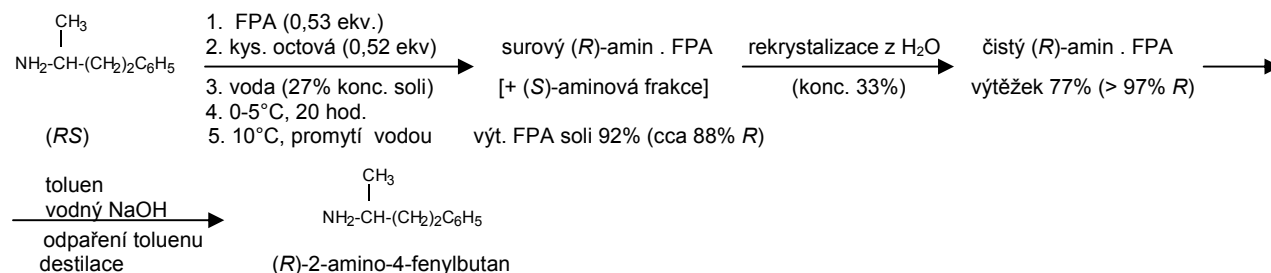 CH₃
NH₂-CH-(CH₂)₂C₆H₅
(RS)
1. FPA (0,53 ekv.)
2. kys. octová (0,52 ekv)
3. voda (27% konc. soli)
4. 0-5°C, 20 hod.
5. 10°C, promytí vodou
surový (R)-amin . FPA
[+ (S)-aminová frakce]
výt. FPA soli 92% (cca 88% R)
rekrystalizace z H₂O
(konc. 33%)
čistý (R)-amin . FPA
výtěžek 77% (> 97% R)
toluen
vodný NaOH
odpaření toluenu
destilace
CH₃
NH₂-CH-(CH₂)₂C₆H₅
(R)-2-amino-4-fenylbutan